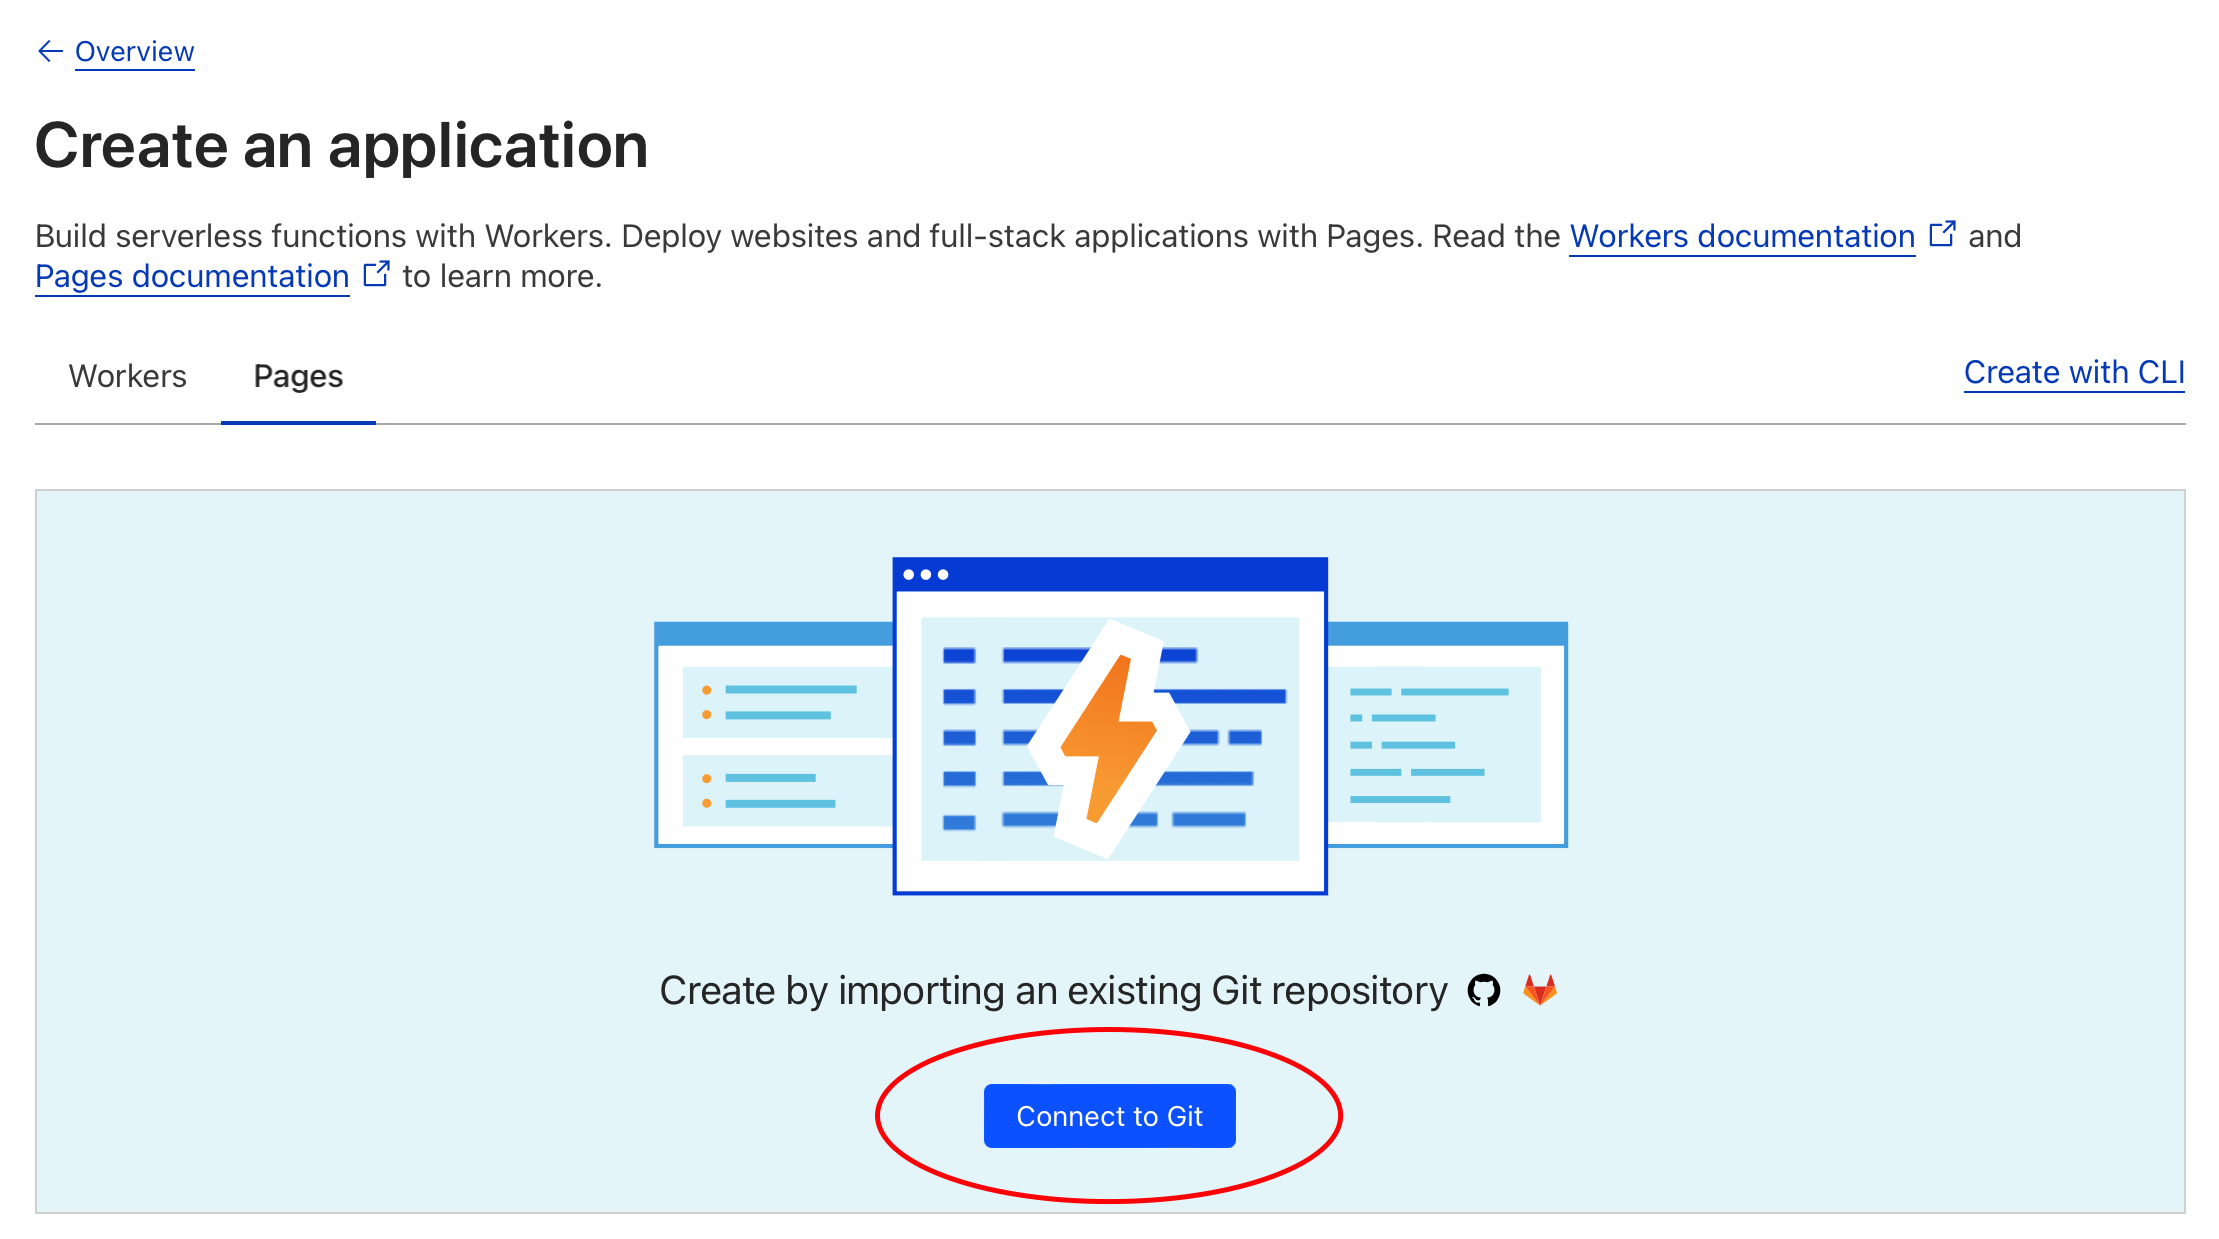 Overview
Create an application
Build serverless functions with Workers. Deploy websites and full-stack applications with Pages. Read the Workers documentation and
Pages documentation to learn more.
Workers Pages Create with CLI
Create by importing an existing Git repository
Connect to Git